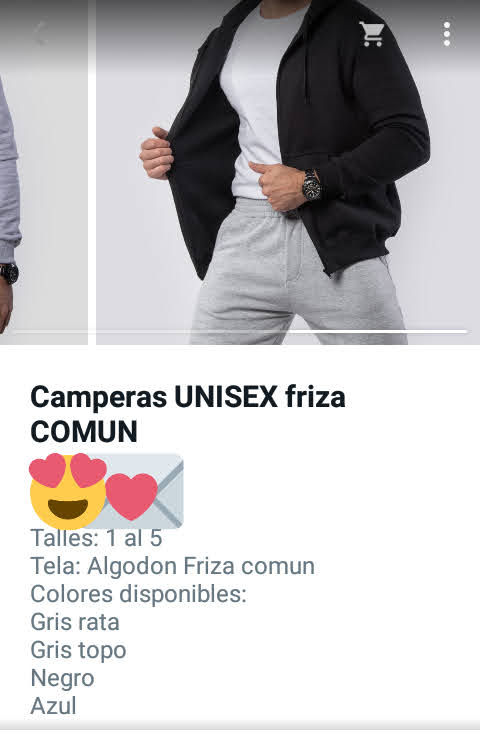 Camperas UNISEX friza
COMUN
Talles: 1 al 5
Tela: Algodon Friza comun
Colores disponibles:
Gris rata
Gris topo
Negro
Azul